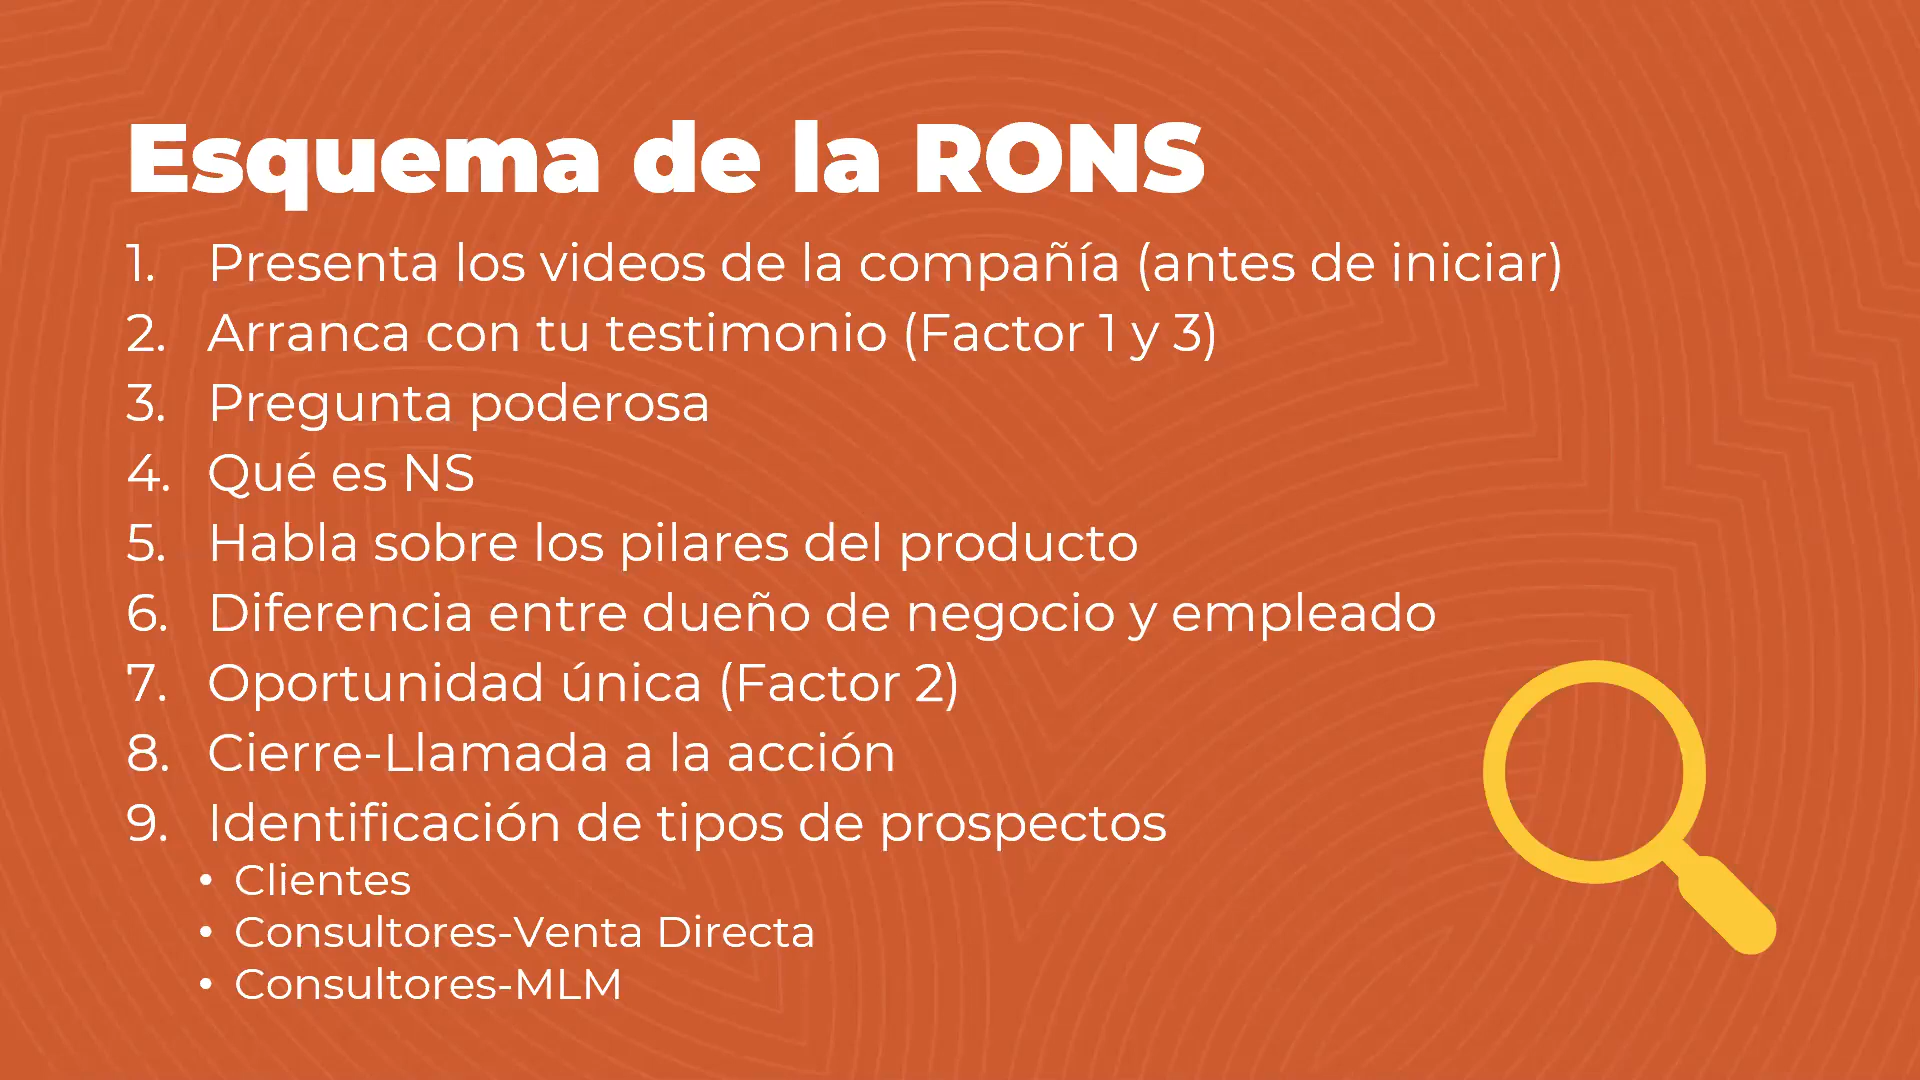 Esquema de la RONS
1. Presenta los videos de la compañía (antes de iniciar)
2. Arranca con tu testimonio (Factor 1 y 3)
3. Pregunta poderosa
4. Qué es NS
5. Habla sobre los pilares del producto
6. Diferencia entre dueño de negocio y empleado
7. Oportunidad única (Factor 2)
8. Cierre-Llamada a la acción
9. Identificación de tipos de prospectos
• Clientes
• Consultores-Venta Directa
• Consultores-MLM